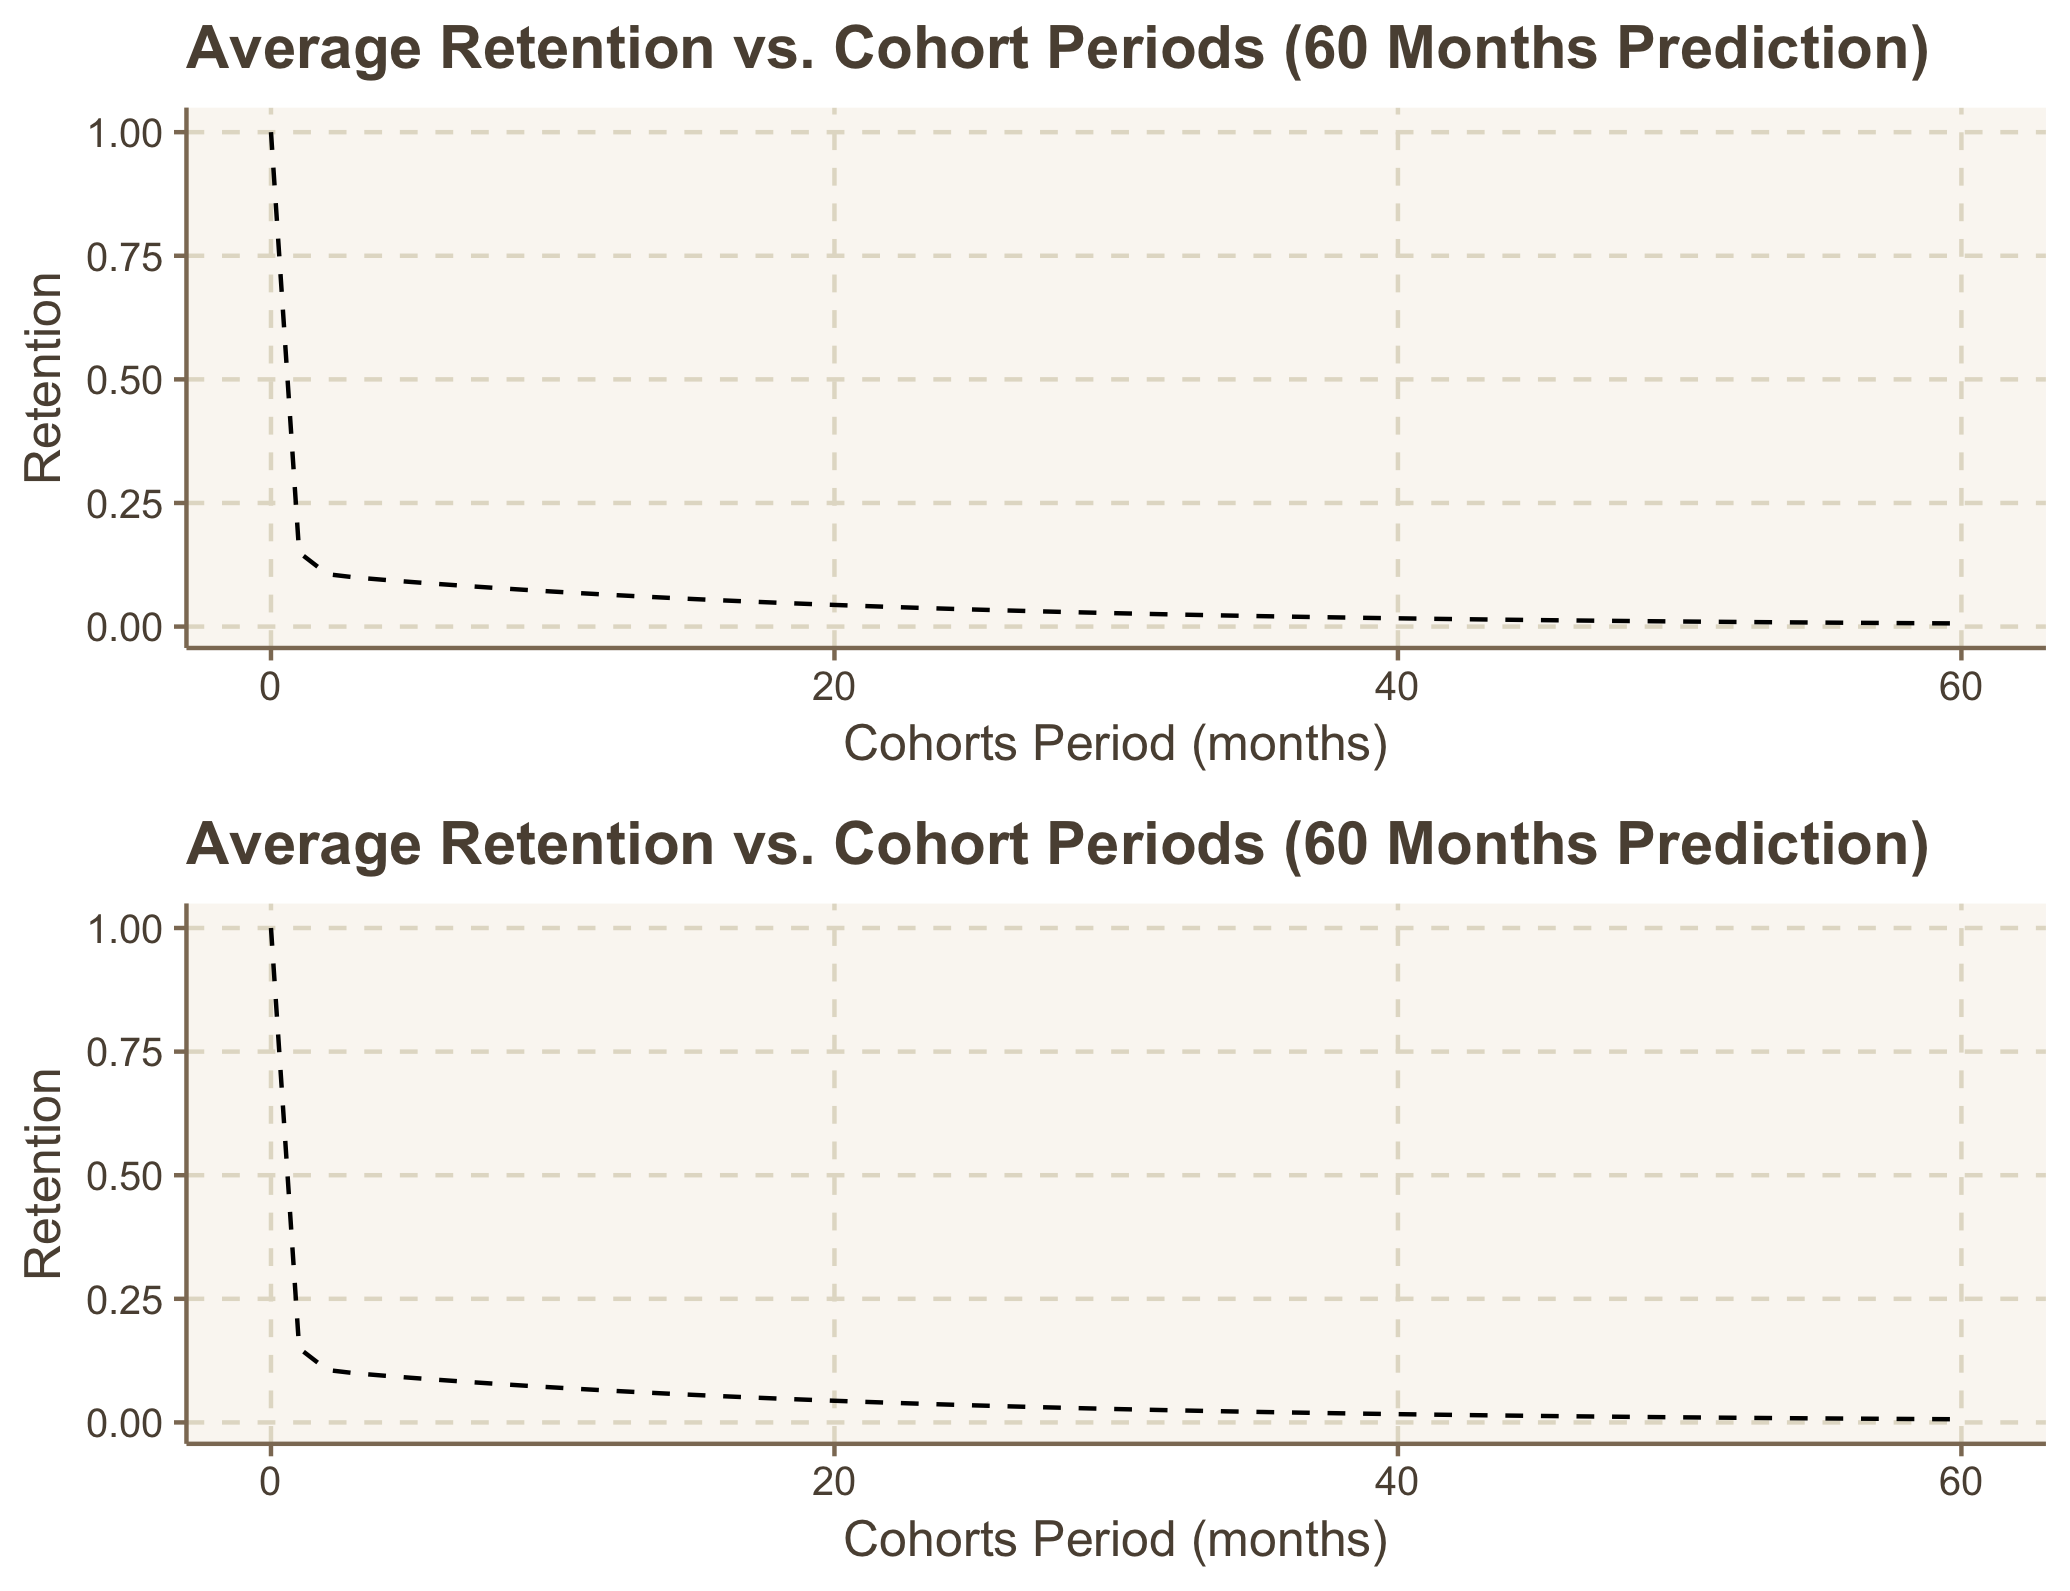 Average Retention vs. Cohort Periods (60 Months Prediction)
1.00
0.75
0.50
0.25
0.00
Retention
0 20 40 60
Cohorts Period (months)
Average Retention vs. Cohort Periods (60 Months Prediction)
1.00
0.75
0.50
0.25
0.00
Retention
0 20 40 60
Cohorts Period (months)